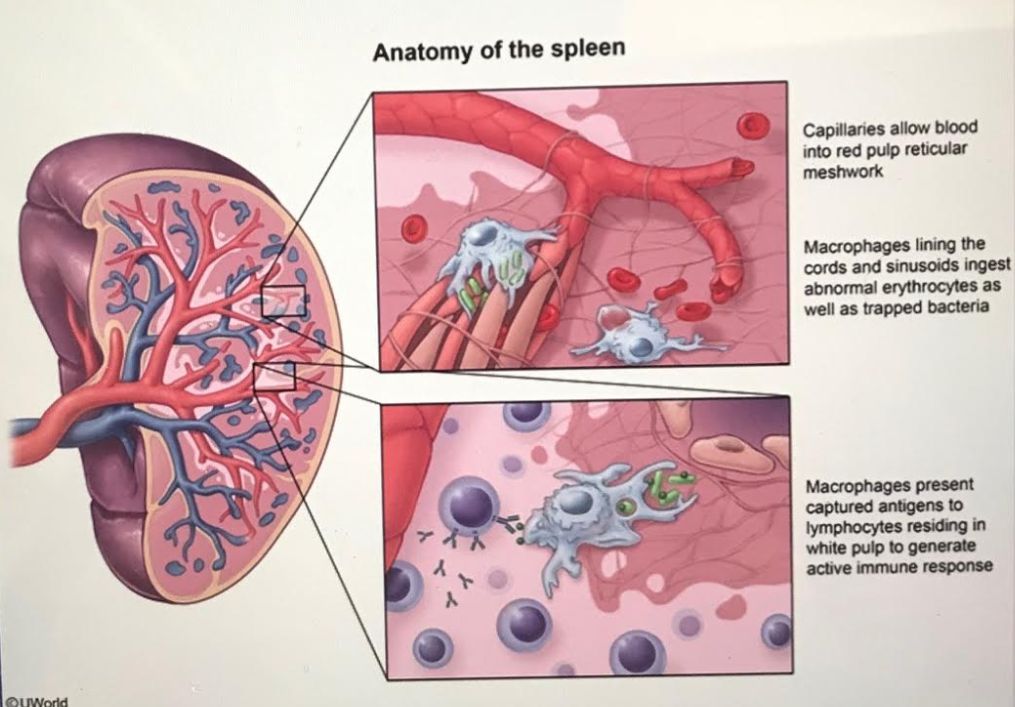 Anatomy of the spleen
Capillaries allow blood
into red pulp reticular
meshwork
Macrophages lining the
cords and sinusoids ingest
abnormal erythrocytes as
well as trapped bacteria
Macrophages present
captured antigens to
lymphocytes residing in
white pulp to generate
active immune response
©UWorld